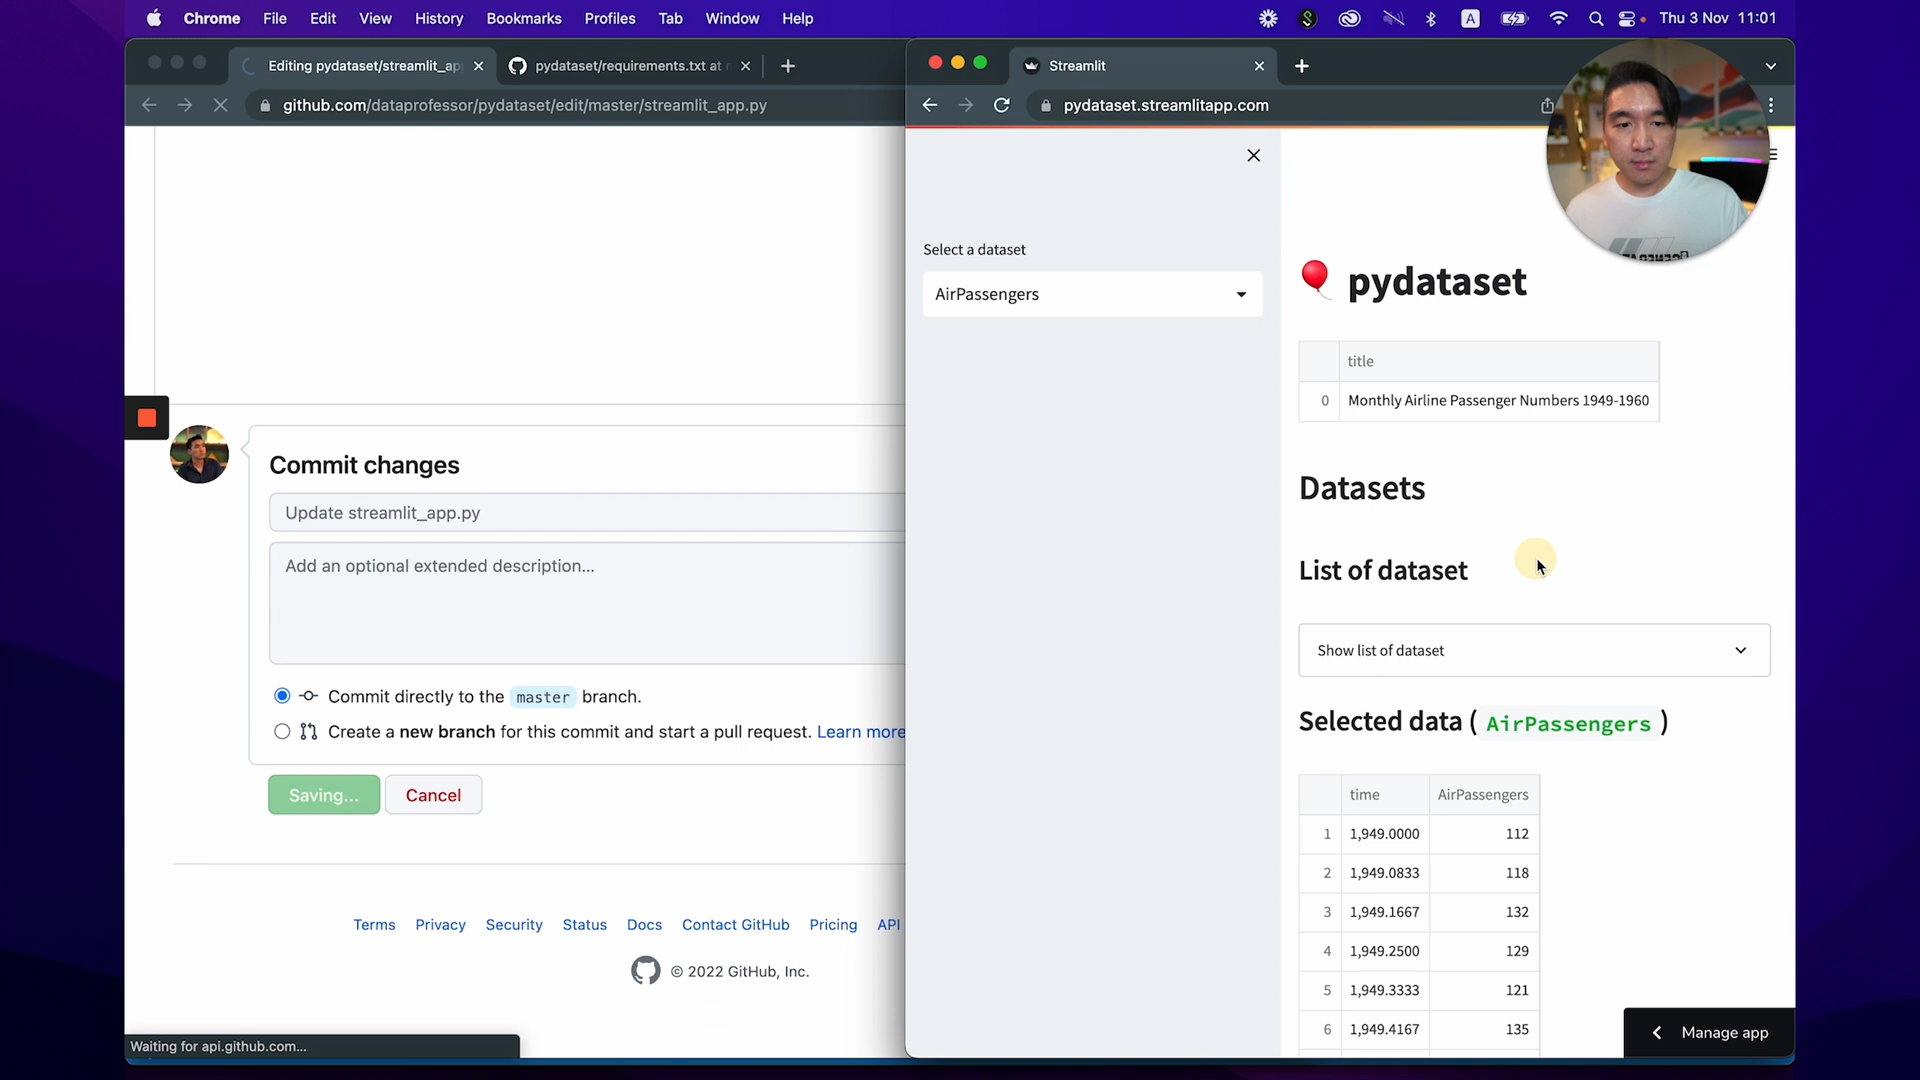 Chrome File Edit View History Bookmarks Profiles Tab Window Help
A Thu 3 Nov 11:01
Editing pydataset/streamlit_ap
pydataset/requirements.txt at
github.com/dataprofessor/pydataset/edit/master/streamlit_app.py
Commit changes
Update streamlit_app.py
Add an optional extended description...
Commit directly to the master branch.
Create a new branch for this commit and start a pull request. Learn more
Saving... Cancel
Terms Privacy Security Status Docs Contact GitHub Pricing API
© 2022 GitHub, Inc.
Waiting for api.github.com...
Streamlit
pydataset.streamlitapp.com
Select a dataset
AirPassengers
pydataset
title
0 Monthly Airline Passenger Numbers 1949-1960
Datasets
List of dataset
Show list of dataset
Selected data ( AirPassengers )
time AirPassengers
1 1,949.0000 112
2 1,949.0833 118
3 1,949.1667 132
4 1,949.2500 129
5 1,949.3333 121
6 1,949.4167 135
Manage app